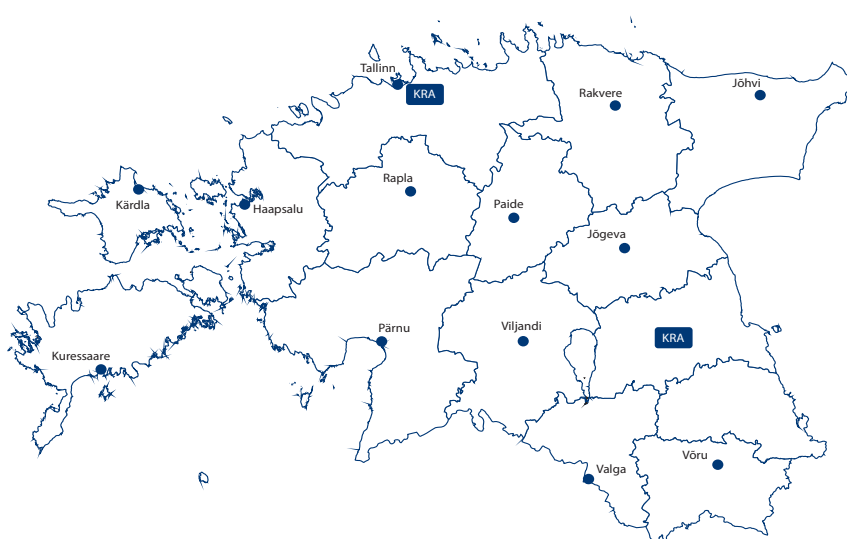 Tallinn
KRA
Rakvere
Jõhvi
Kärdla
Haapsalu
Rapla
Paide
Jõgeva
Kuressaare
Pärnu
Viljandi
KRA
Valga
Võru